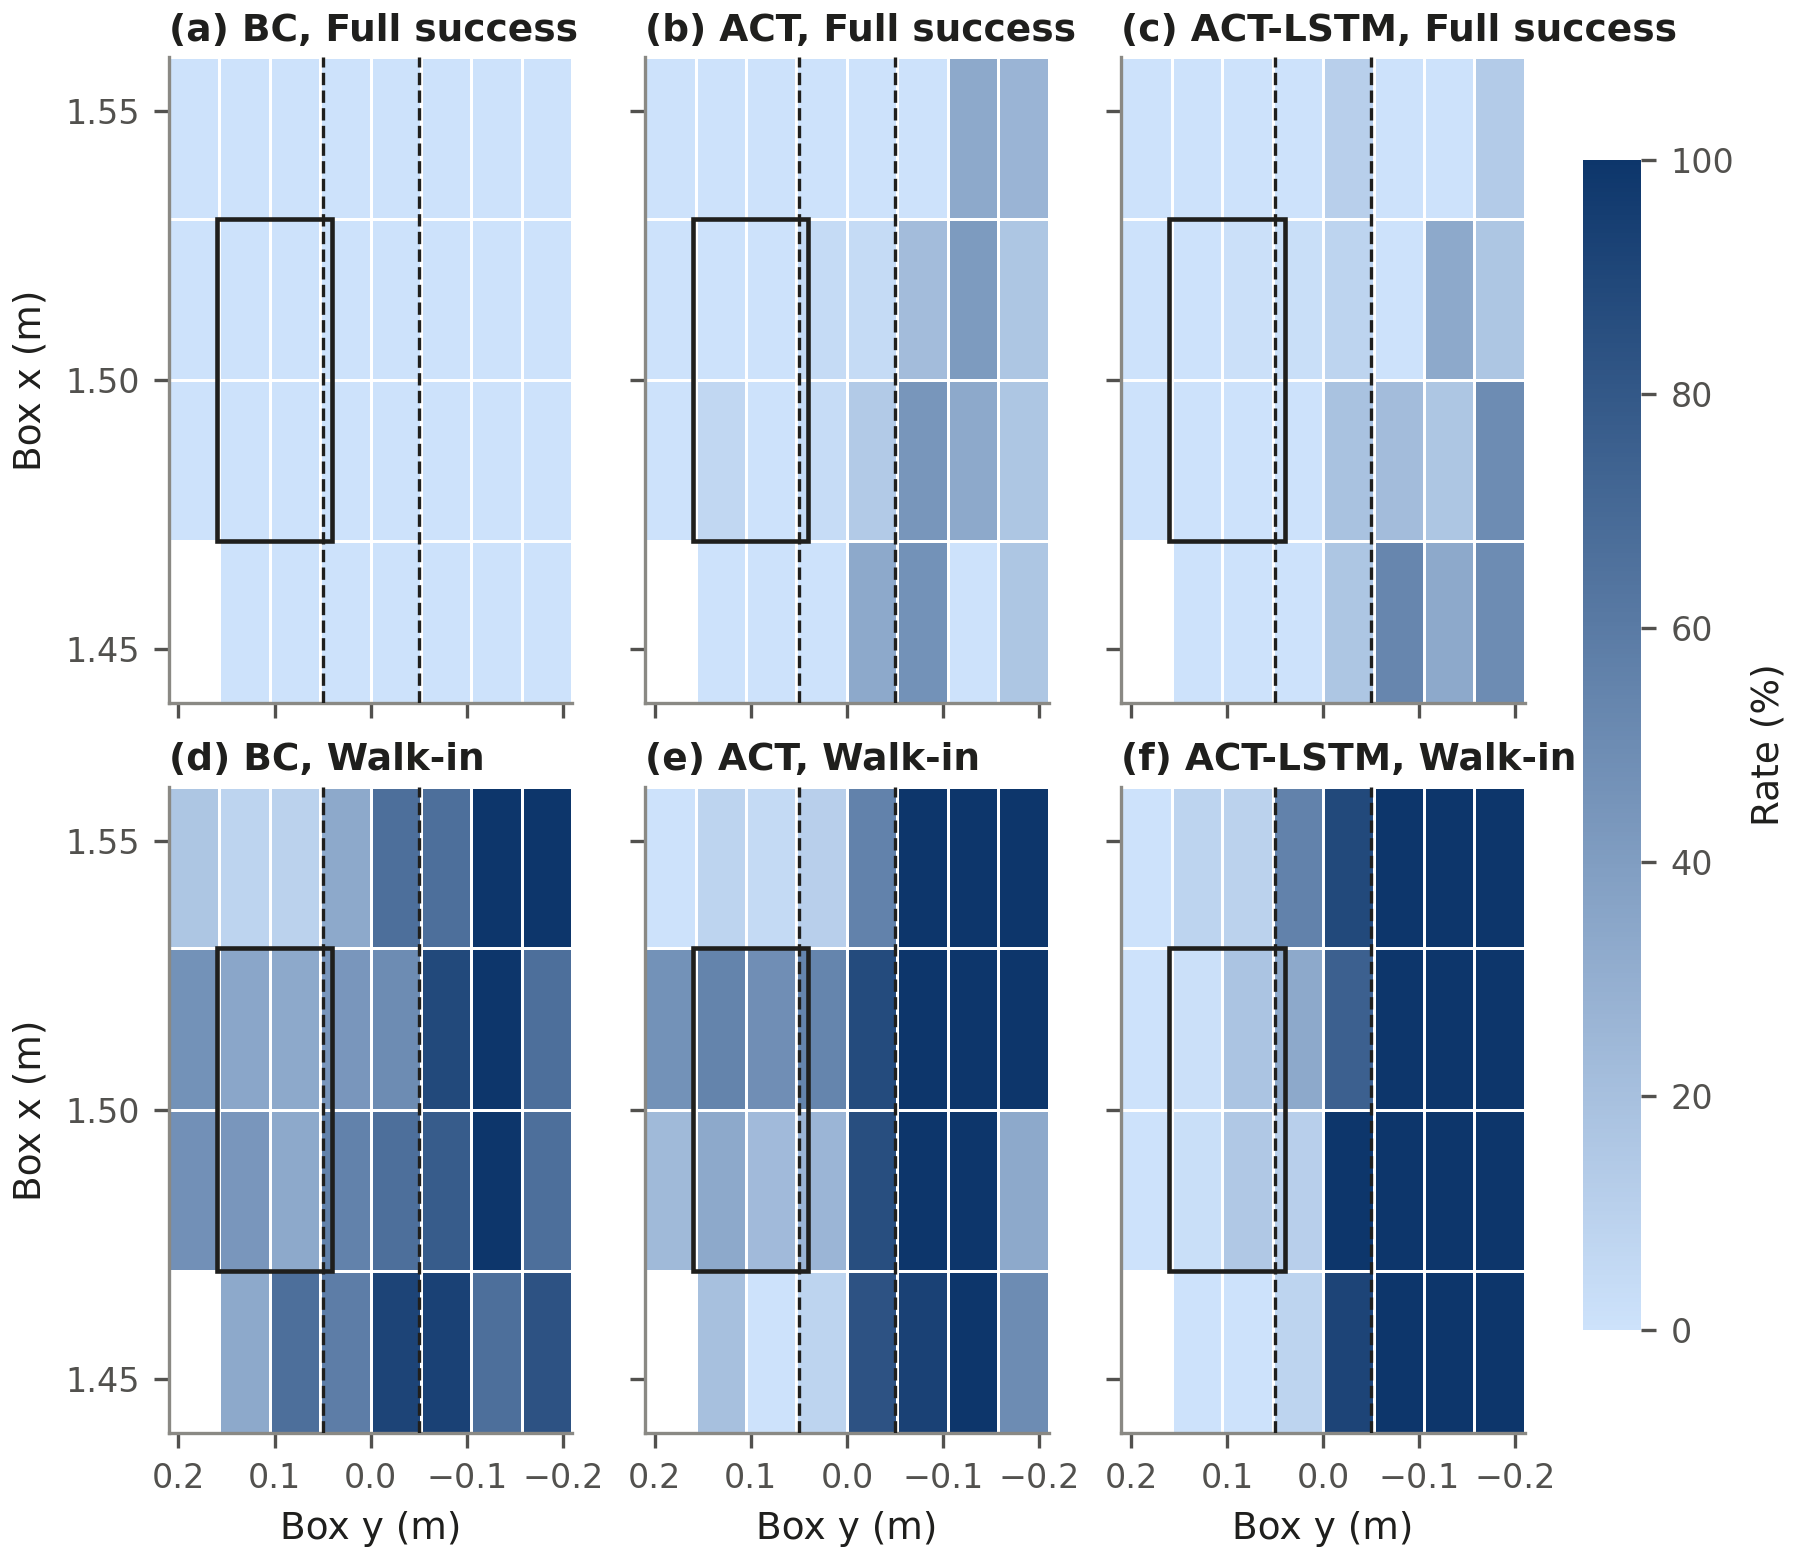 (a) BC, Full success
(b) ACT, Full success
(c) ACT-LSTM, Full success
1.55
1.50
1.45
Box x (m)
100
80
60
40
20
0
Rate (%)
(d) BC, Walk-in
(e) ACT, Walk-in
(f) ACT-LSTM, Walk-in
1.55
1.50
1.45
Box x (m)
0.2 0.1 0.0 −0.1 −0.2
0.2 0.1 0.0 −0.1 −0.2
0.2 0.1 0.0 −0.1 −0.2
Box y (m)
Box y (m)
Box y (m)